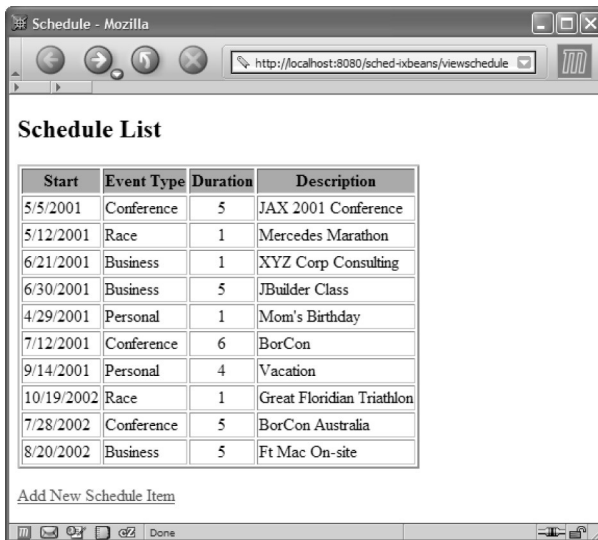 Schedule - Mozilla
http://localhost:8080/sched-ixbeans/viewschedule
Schedule List
Start Event Type Duration Description
5/5/2001 Conference 5 JAX 2001 Conference
5/12/2001 Race 1 Mercedes Marathon
6/21/2001 Business 1 XYZ Corp Consulting
6/30/2001 Business 5 JBuilder Class
4/29/2001 Personal 1 Mom's Birthday
7/12/2001 Conference 6 BorCon
9/14/2001 Personal 4 Vacation
10/19/2002 Race 1 Great Floridian Triathlon
7/28/2002 Conference 5 BorCon Australia
8/20/2002 Business 5 Ft Mac On-site
Add New Schedule Item
Done